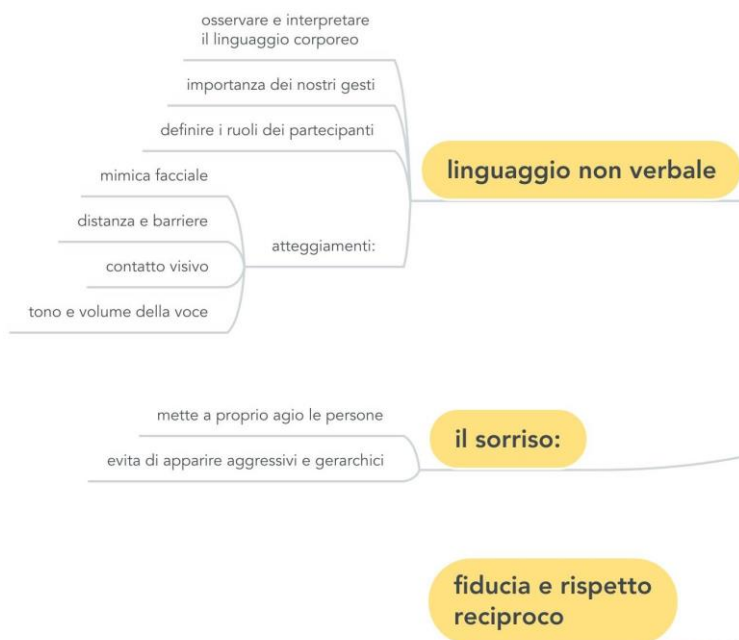 osservare e interpretare
il linguaggio corporeo
importanza dei nostri gesti
definire i ruoli dei partecipanti
linguaggio non verbale
mimica facciale
distanza e barriere
atteggiamenti:
contatto visivo
tono e volume della voce
mette a proprio agio le persone
il sorriso:
evita di apparire aggressivi e gerarchici
fiducia e rispetto
reciproco